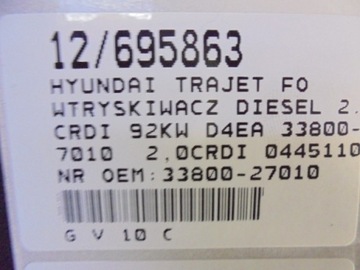 12/695863
HYUNDAI TRAJET FO
WTRYSKIWACZ DIESEL 2.
CRDI 92KW D4EA 33800-
7010 2,0CRDI 0445110
NR OEM:33800-27010
G V 10 C